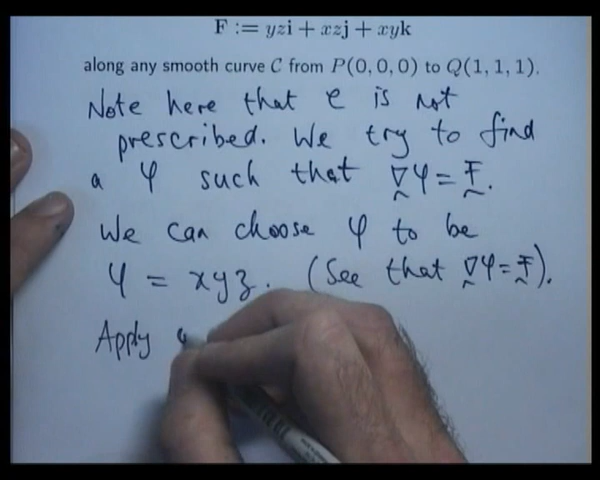 F := yzi + xzj + xyk
along any smooth curve C from P(0, 0, 0) to Q(1, 1, 1).
Note here that C is not
prescribed. We try to find
a φ such that ∇φ = F.
We can choose φ to be
φ = xyz. (See that ∇φ = F).
Apply